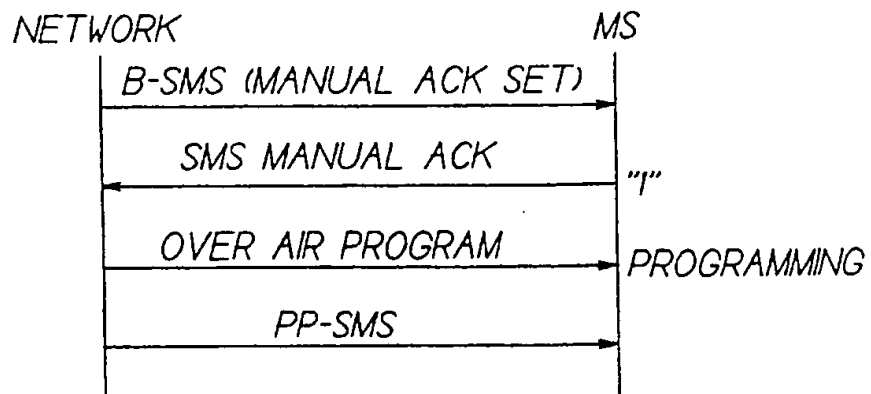 NETWORK MS
B-SMS (MANUAL ACK SET)
SMS MANUAL ACK "1"
OVER AIR PROGRAM PROGRAMMING
PP-SMS